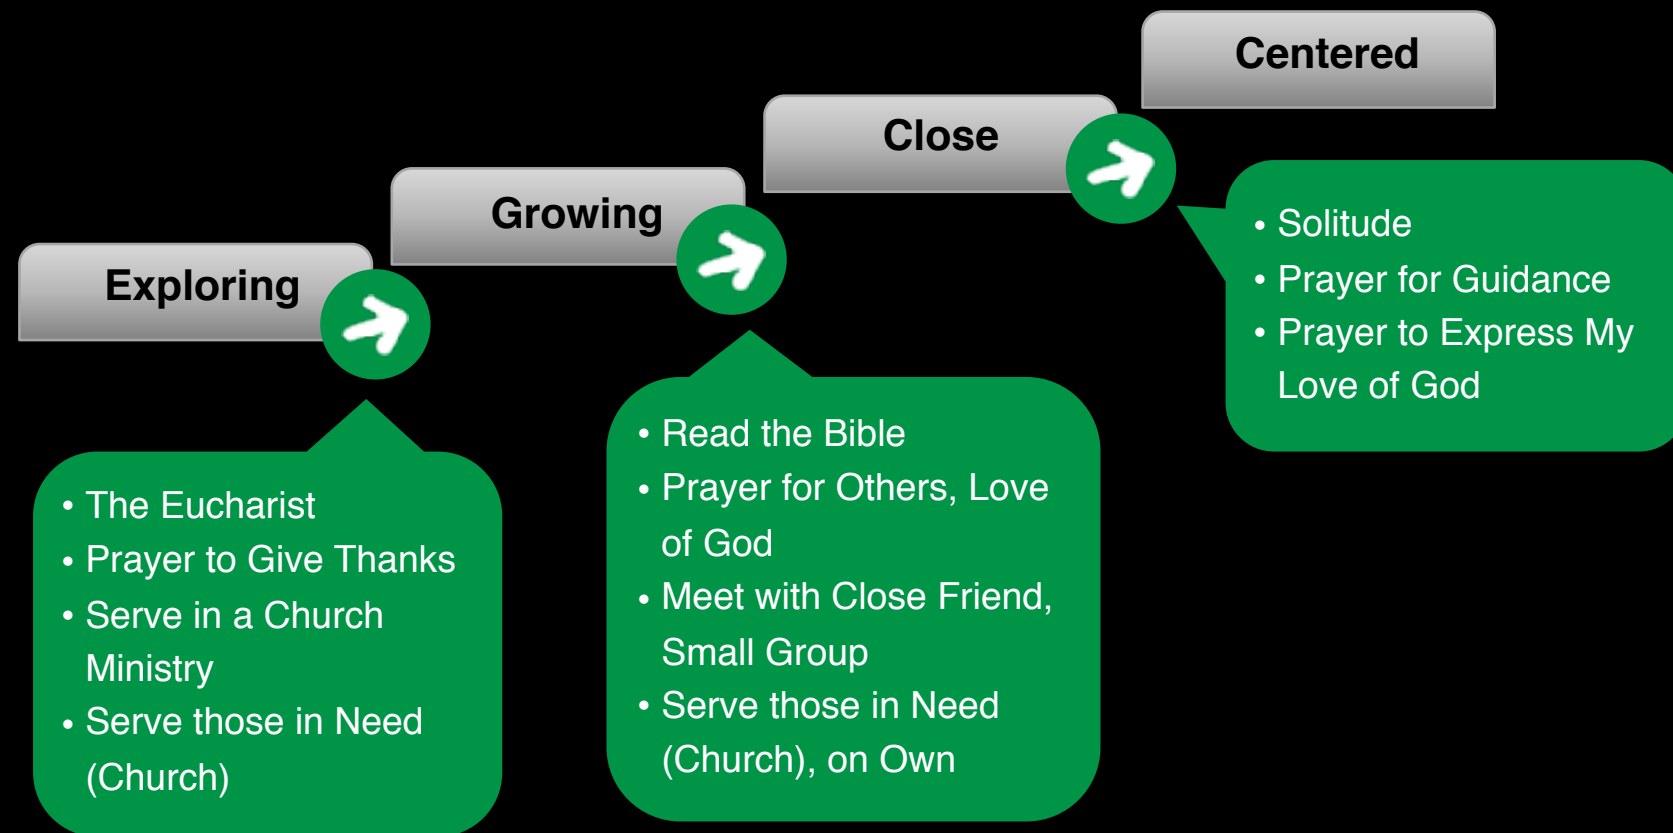 Centered
Close
Growing
Exploring
• Solitude
• Prayer for Guidance
• Prayer to Express My
Love of God
• Read the Bible
• Prayer for Others, Love
of God
• Meet with Close Friend,
Small Group
• Serve those in Need
(Church), on Own
• The Eucharist
• Prayer to Give Thanks
• Serve in a Church
Ministry
• Serve those in Need
(Church)